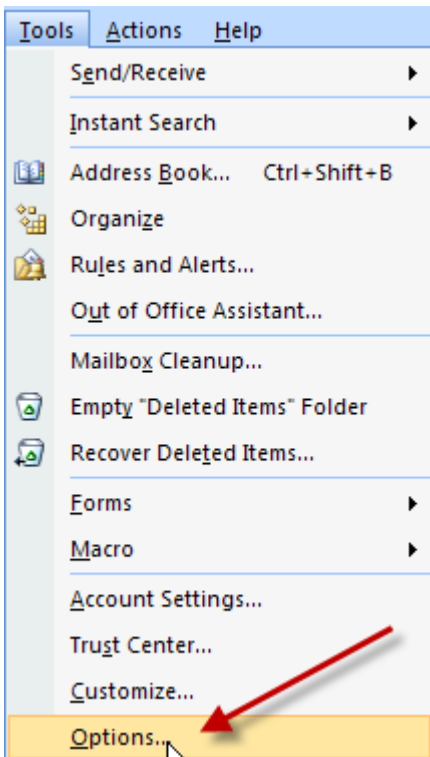 Tools Actions Help
Send/Receive
Instant Search
Address Book... Ctrl+Shift+B
Organize
Rules and Alerts...
Out of Office Assistant...
Mailbox Cleanup...
Empty "Deleted Items" Folder
Recover Deleted Items...
Forms
Macro
Account Settings...
Trust Center...
Customize...
Options...